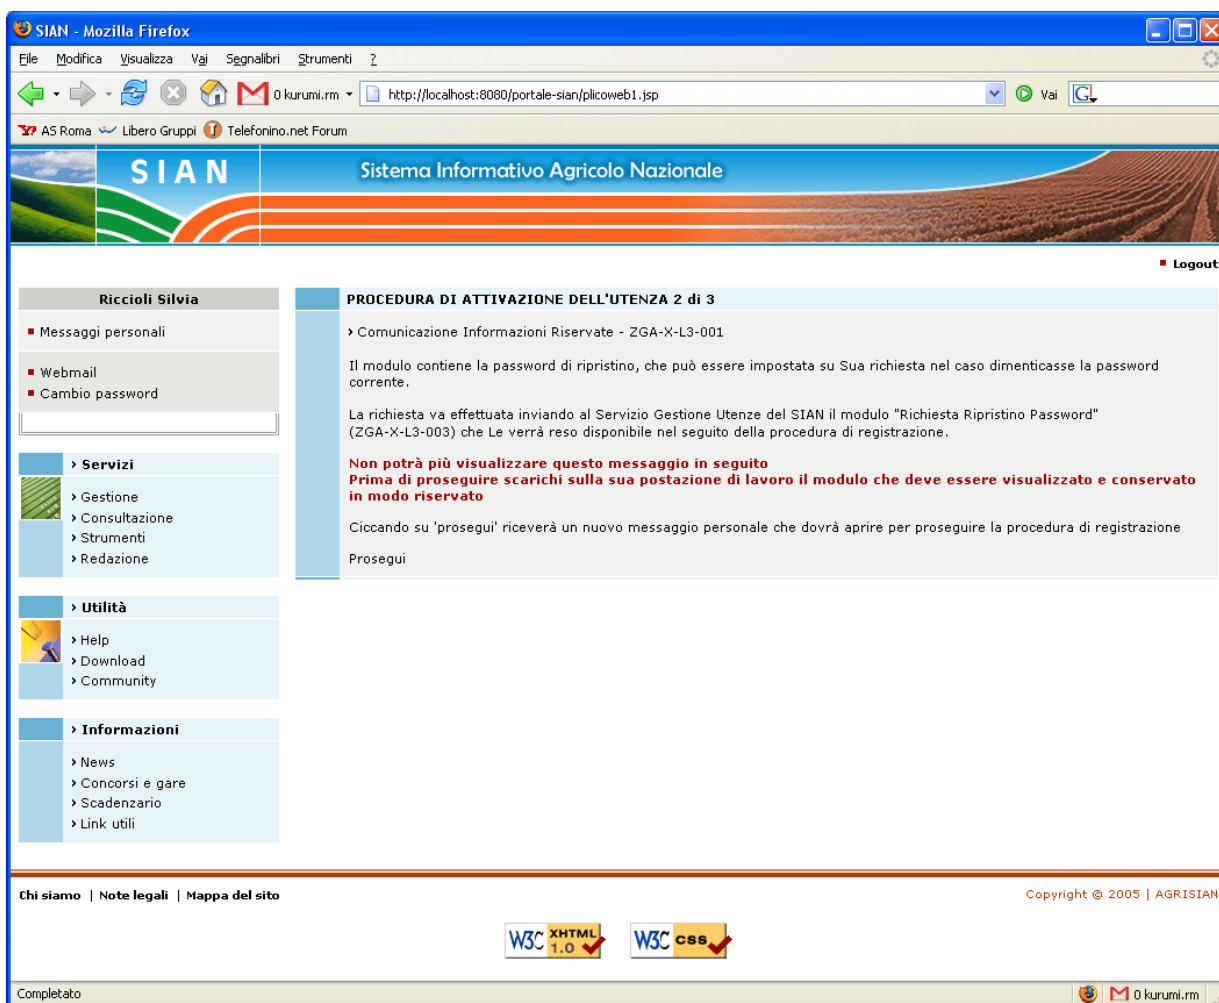 SIAN - Mozilla Firefox
File Modifica Visualizza Vai Segnalibri Strumenti ?
0 kurumi.rm http://localhost:8080/portale-sian/plicoweb1.jsp Vai G
AS Roma Libero Gruppi Telefonino.net Forum
SIAN Sistema Informativo Agricolo Nazionale
Logout
Riccioli Silvia
Messaggi personali
Webmail
Cambio password
› Servizi
› Gestione
› Consultazione
› Strumenti
› Redazione
› Utilità
› Help
› Download
› Community
› Informazioni
› News
› Concorsi e gare
› Scadenzario
› Link utili
PROCEDURA DI ATTIVAZIONE DELL'UTENZA 2 di 3
› Comunicazione Informazioni Riservate - ZGA-X-L3-001
Il modulo contiene la password di ripristino, che può essere impostata su Sua richiesta nel caso dimenticasse la password
corrente.
La richiesta va effettuata inviando al Servizio Gestione Utenze del SIAN il modulo "Richiesta Ripristino Password"
(ZGA-X-L3-003) che Le verrà reso disponibile nel seguito della procedura di registrazione.
Non potrà più visualizzare questo messaggio in seguito
Prima di proseguire scarichi sulla sua postazione di lavoro il modulo che deve essere visualizzato e conservato
in modo riservato
Ciccando su 'prosegui' riceverà un nuovo messaggio personale che dovrà aprire per proseguire la procedura di registrazione
Prosegui
Chi siamo | Note legali | Mappa del sito
Copyright © 2005 | AGRISIAN
W3C XHTML 1.0
W3C css
Completato
0 kurumi.rm